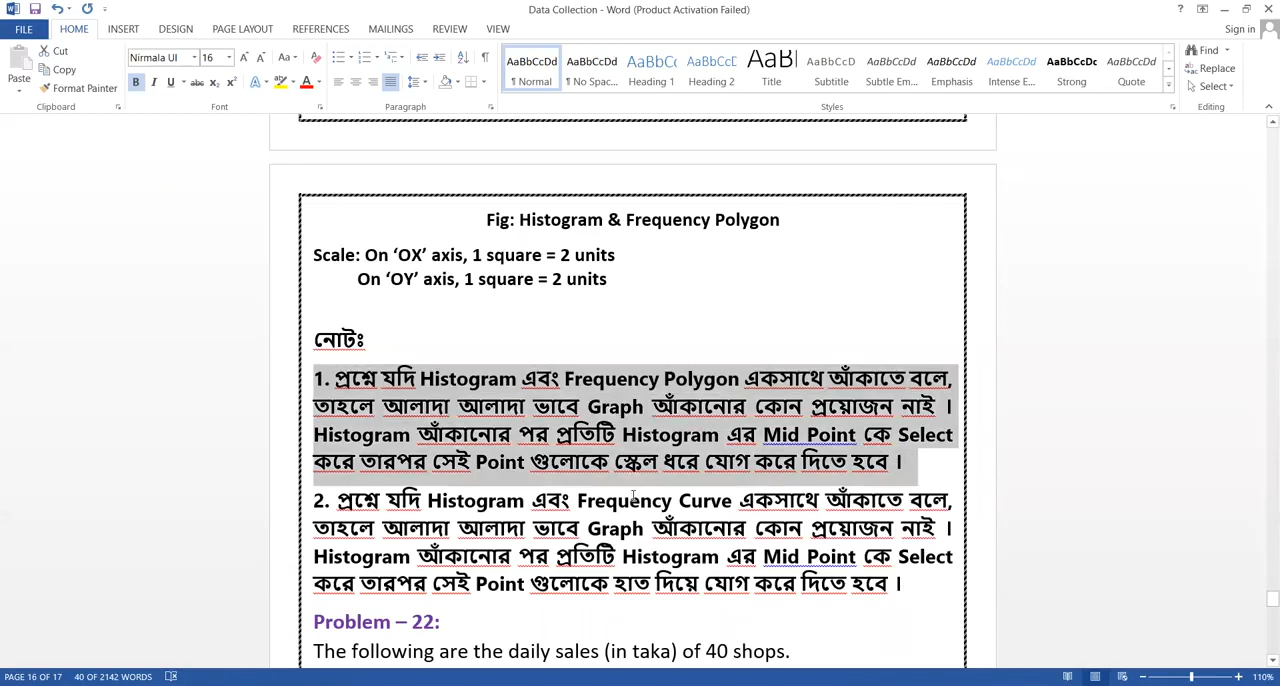 Data Collection - Word (Product Activation Failed)
FILE HOME INSERT DESIGN PAGE LAYOUT REFERENCES MAILINGS REVIEW VIEW Sign in
Paste Cut Copy Format Painter
Nirmala UI 16
AaBbCcDd AaBbCcDd AaBbCc AaBbCcD AaBl AaBbCcD AaBbCcDd AaBbCcDd AaBbCcDd AaBbCcDc AaBbCcDd
¶ Normal ¶ No Spac... Heading 1 Heading 2 Title Subtitle Subtle Em... Emphasis Intense E... Strong Quote
Find Replace Select
Clipboard Font Paragraph Styles Editing
Fig: Histogram & Frequency Polygon
Scale: On ‘OX’ axis, 1 square = 2 units
On ‘OY’ axis, 1 square = 2 units
নোটঃ
1. প্রশ্নে যদি Histogram এবং Frequency Polygon একসাথে আঁকাতে বলে,
তাহলে আলাদা আলাদা ভাবে Graph আঁকানোর কোন প্রয়োজন নাই ।
Histogram আঁকানোর পর প্রতিটি Histogram এর Mid Point কে Select
করে তারপর সেই Point গুলোকে স্কেল ধরে যোগ করে দিতে হবে ।
2. প্রশ্নে যদি Histogram এবং Frequency Curve একসাথে আঁকাতে বলে,
তাহলে আলাদা আলাদা ভাবে Graph আঁকানোর কোন প্রয়োজন নাই ।
Histogram আঁকানোর পর প্রতিটি Histogram এর Mid Point কে Select
করে তারপর সেই Point গুলোকে হাত দিয়ে যোগ করে দিতে হবে ।
Problem – 22:
The following are the daily sales (in taka) of 40 shops.
PAGE 16 OF 17 40 OF 2142 WORDS 110%